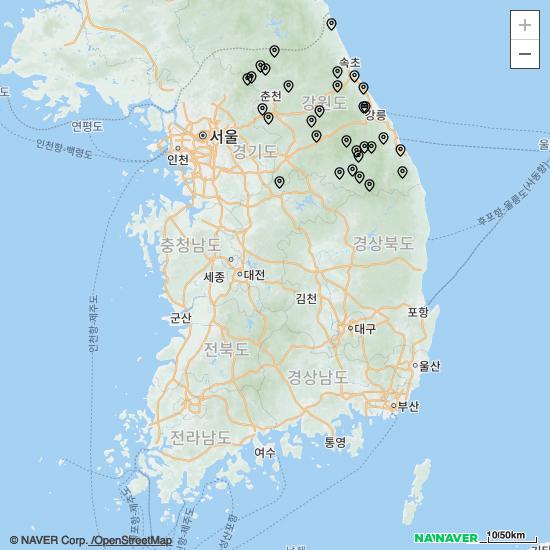 +
−
속초
춘천
강원도
강릉
연평도
서울
인천
경기도
인천항-백령도
울
후포항-울릉도(사동항)
충청남도
경상북도
세종
대전
인천항-제주도
김천
군산
포항
전북도
대구
경상남도
울산
부산
전라남도
여수
통영
© NAVER Corp. /OpenStreetMap
NAVER
10/50km